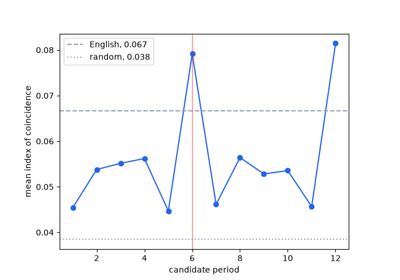 English, 0.067
random, 0.038
0.08
0.07
0.06
0.05
0.04
mean index of coincidence
2 4 6 8 10 12
candidate period